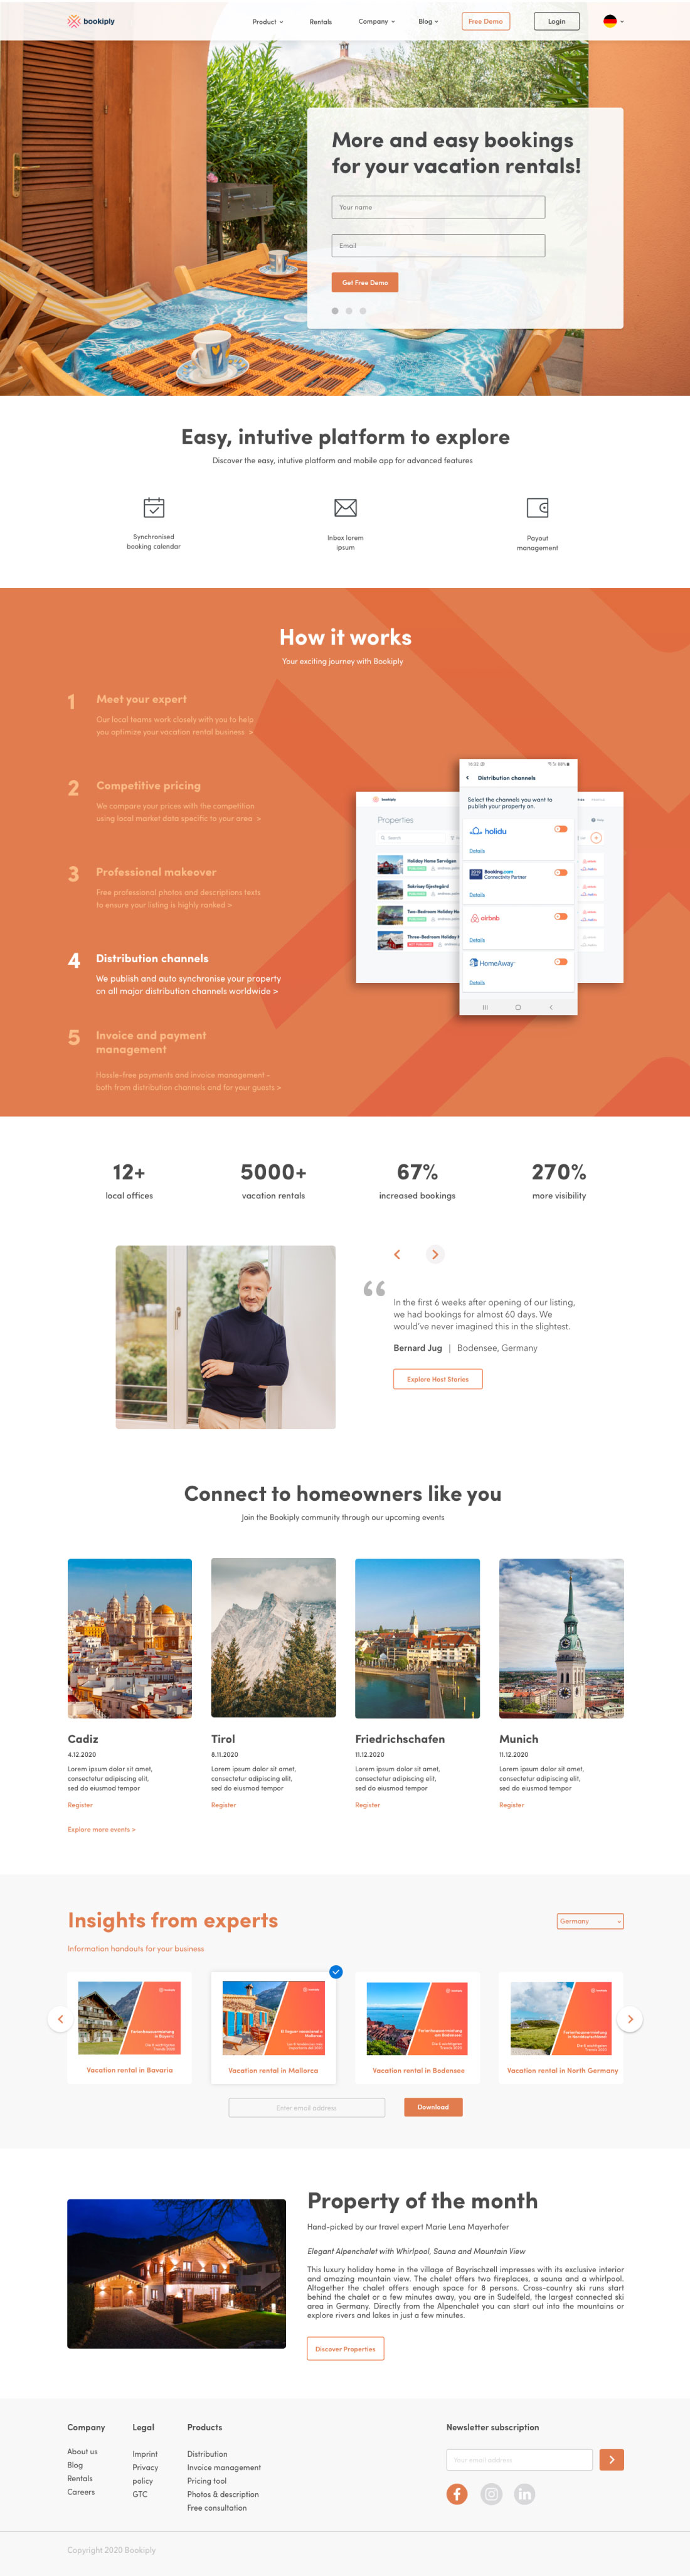 bookiply
Product
Rentals
Company
Blog
Free Demo
Login
More and easy bookings
for your vacation rentals!
Your name
Email
Get Free Demo
Easy, intutive platform to explore
Discover the easy, intutive platform and mobile app for advanced features
Synchronised
booking calendar
Inbox lorem
ipsum
Payout
management
How it works
Your exciting journey with Bookiply
1 Meet your expert
Our local teams work closely with you to help
you optimize your vacation rental business >
2 Competitive pricing
We compare your prices with the competition
using local market data specific to your area >
3 Professional makeover
Free professional photos and descriptions texts
to ensure your listing is highly ranked >
4 Distribution channels
We publish and auto synchronise your property
on all major distribution channels worldwide >
5 Invoice and payment
management
Hassle-free payments and invoice management -
both from distribution channels and for your guests >
bookiply
Properties
Search
Holiday Home Servágen
Sakrisøy Gjestegård
Two-Bedroom Holiday H
Three-Bedroom Holiday H
Distribution channels
Select the channels you want to
publish your property on.
holidu
Details
Booking.com
Connectivity Partner
Details
airbnb
Details
HomeAway
Details
12+
local offices
5000+
vacation rentals
67%
increased bookings
270%
more visibility
“
In the first 6 weeks after opening of our listing,
we had bookings for almost 60 days. We
would’ve never imagined this in the slightest.
Bernard Jug | Bodensee, Germany
Explore Host Stories
Connect to homeowners like you
Join the Bookiply community through our upcoming events
Cadiz
4.12.2020
Lorem ipsum dolor sit amet,
consectetur adipiscing elit,
sed do eiusmod tempor
Register
Tirol
8.11.2020
Lorem ipsum dolor sit amet,
consectetur adipiscing elit,
sed do eiusmod tempor
Register
Friedrichschafen
11.12.2020
Lorem ipsum dolor sit amet,
consectetur adipiscing elit,
sed do eiusmod tempor
Register
Munich
11.12.2020
Lorem ipsum dolor sit amet,
consectetur adipiscing elit,
sed do eiusmod tempor
Register
Explore more events >
Insights from experts
Germany
Information handouts for your business
Vacation rental in Bavaria
Vacation rental in Mallorca
Vacation rental in Bodensee
Vacation rental in North Germany
Enter email address
Download
Property of the month
Hand-picked by our travel expert Marie Lena Mayerhofer
Elegant Alpenchalet with Whirlpool, Sauna and Mountain View
This luxury holiday home in the village of Bayrischzell impresses with its exclusive interior
and amazing mountain view. The chalet offers two fireplaces, a sauna and a whirlpool.
Altogether the chalet offers enough space for 8 persons. Cross-country ski runs start
behind the chalet or a few minutes away, you are in Sudelfeld, the largest connected ski
area in Germany. Directly from the Alpenchalet you can start out into the mountains or
explore rivers and lakes in just a few minutes.
Discover Properties
Company
About us
Blog
Rentals
Careers
Legal
Imprint
Privacy
policy
GTC
Products
Distribution
Invoice management
Pricing tool
Photos & description
Free consultation
Newsletter subscription
Your email address
Copyright 2020 Bookiply